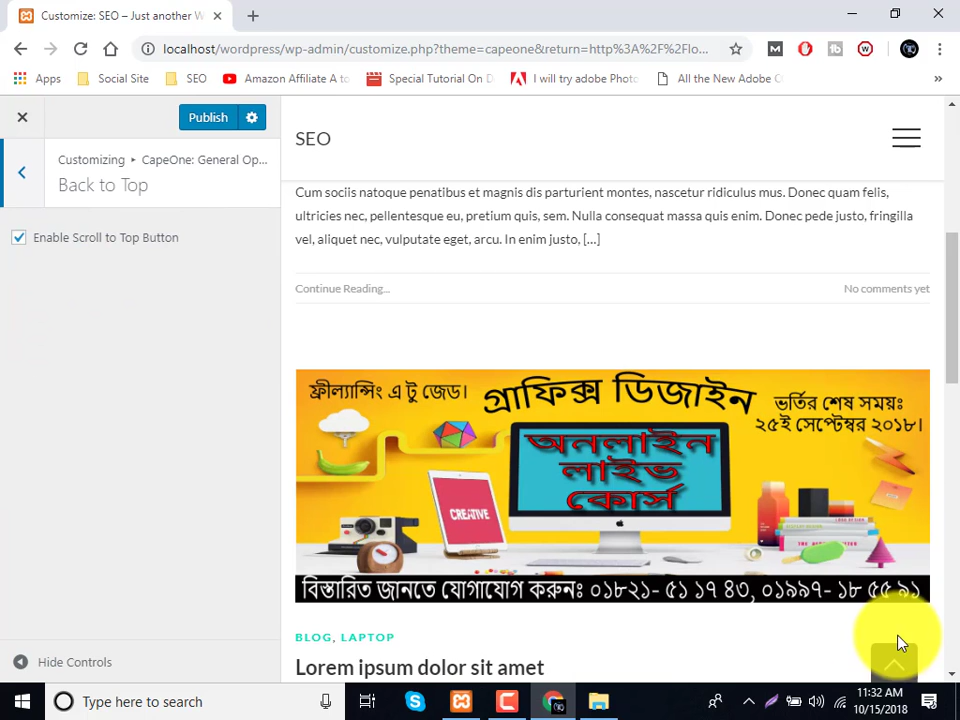 Customize: SEO – Just another W
localhost/wordpress/wp-admin/customize.php?theme=capeone&return=http%3A%2F%2Flo...
Apps Social Site SEO Amazon Affiliate A to Special Tutorial On D I will try adobe Photo All the New Adobe C »
Publish
Customizing ▸ CapeOne: General Op...
Back to Top
Enable Scroll to Top Button
SEO
Cum sociis natoque penatibus et magnis dis parturient montes, nascetur ridiculus mus. Donec quam felis,
ultricies nec, pellentesque eu, pretium quis, sem. Nulla consequat massa quis enim. Donec pede justo, fringilla
vel, aliquet nec, vulputate eget, arcu. In enim justo, […]
Continue Reading... No comments yet
ফ্রীল্যান্সিং এ টু জেড। গ্রাফিক্স ডিজাইন ভর্তির শেষ সময়ঃ
২৫ই সেপ্টেম্বর ২০১৮।
অনলাইন
লাইভ
কোর্স
CREATIVE
বিস্তারিত জানতে যোগাযোগ করুনঃ ০১৮২১- ৫১ ১৭ ৪৩, ০১৯৯৭- ১৮ ৫৫ ৯১
BLOG, LAPTOP
Lorem ipsum dolor sit amet
Hide Controls
Type here to search
11:32 AM
10/15/2018